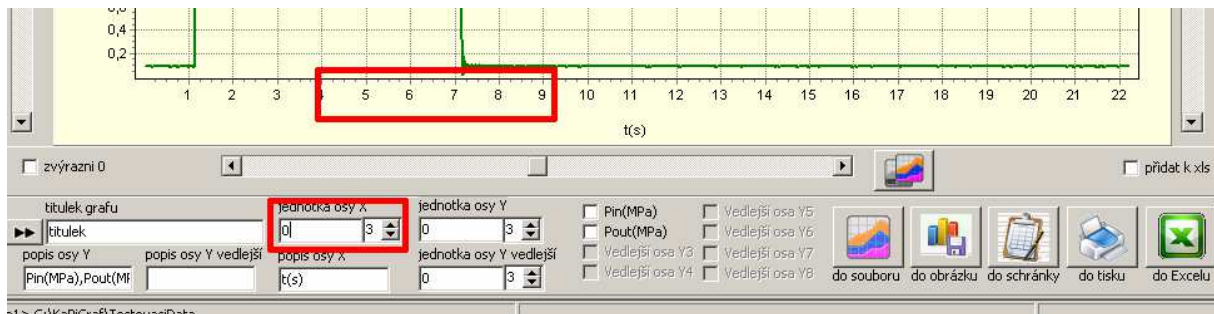 0,6
0,4
0,2
1 2 3 4 5 6 7 8 9 10 11 12 13 14 15 16 17 18 19 20 21 22
t(s)
zvýrazni 0
přidat k xls
titulek grafu
titulek
jednotka osy X
0 3
jednotka osy Y
0 3
popis osy Y
Pin(MPa),Pout(MF
popis osy Y vedlejší
popis osy X
t(s)
jednotka osy Y vedlejší
0 3
Pin(MPa)
Pout(MPa)
Vedlejší osa Y3
Vedlejší osa Y4
Vedlejší osa Y5
Vedlejší osa Y6
Vedlejší osa Y7
Vedlejší osa Y8
do souboru
do obrázku
do schránky
do tisku
do Excelu